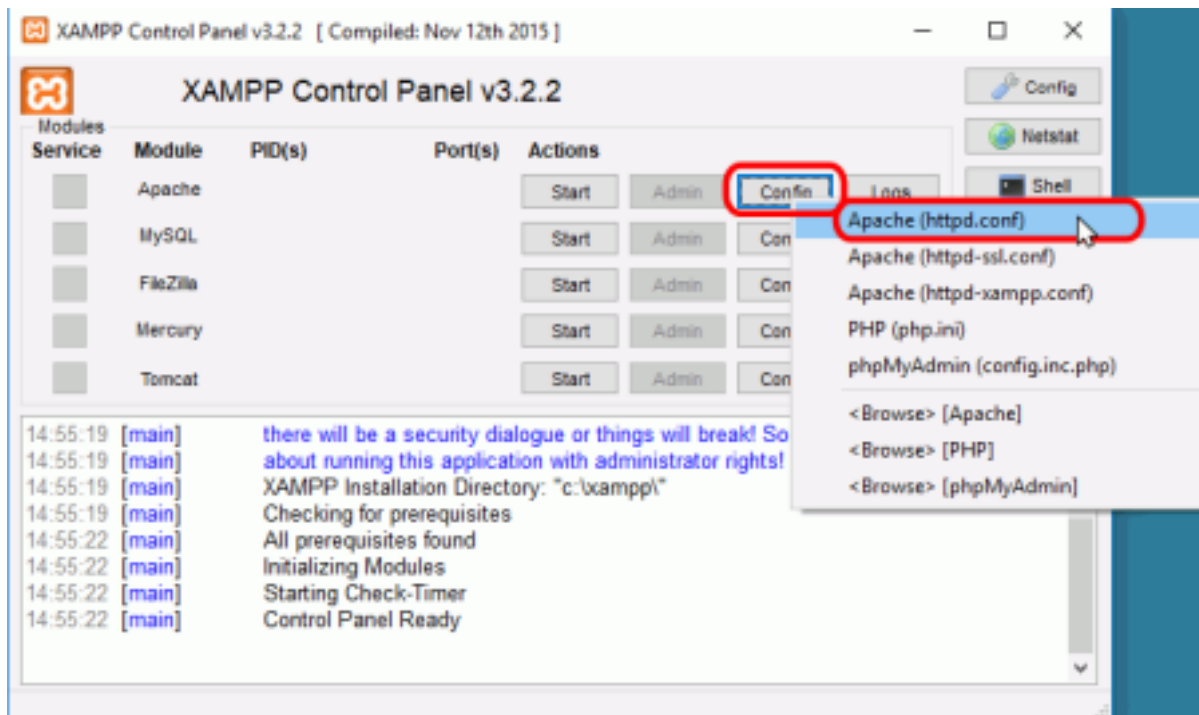 XAMPP Control Panel v3.2.2 [ Compiled: Nov 12th 2015 ]
XAMPP Control Panel v3.2.2
Config
Modules
Netstat
Service Module PID(s) Port(s) Actions
Shell
Apache Start Admin Config Logs
MySQL Start Admin Con
FileZilla Start Admin Con
Mercury Start Admin Con
Tomcat Start Admin Con
Apache (httpd.conf)
Apache (httpd-ssl.conf)
Apache (httpd-xampp.conf)
PHP (php.ini)
phpMyAdmin (config.inc.php)
<Browse> [Apache]
<Browse> [PHP]
<Browse> [phpMyAdmin]
14:55:19 [main] there will be a security dialogue or things will break! So
14:55:19 [main] about running this application with administrator rights!
14:55:19 [main] XAMPP Installation Directory: "c:\xampp\"
14:55:19 [main] Checking for prerequisites
14:55:22 [main] All prerequisites found
14:55:22 [main] Initializing Modules
14:55:22 [main] Starting Check-Timer
14:55:22 [main] Control Panel Ready